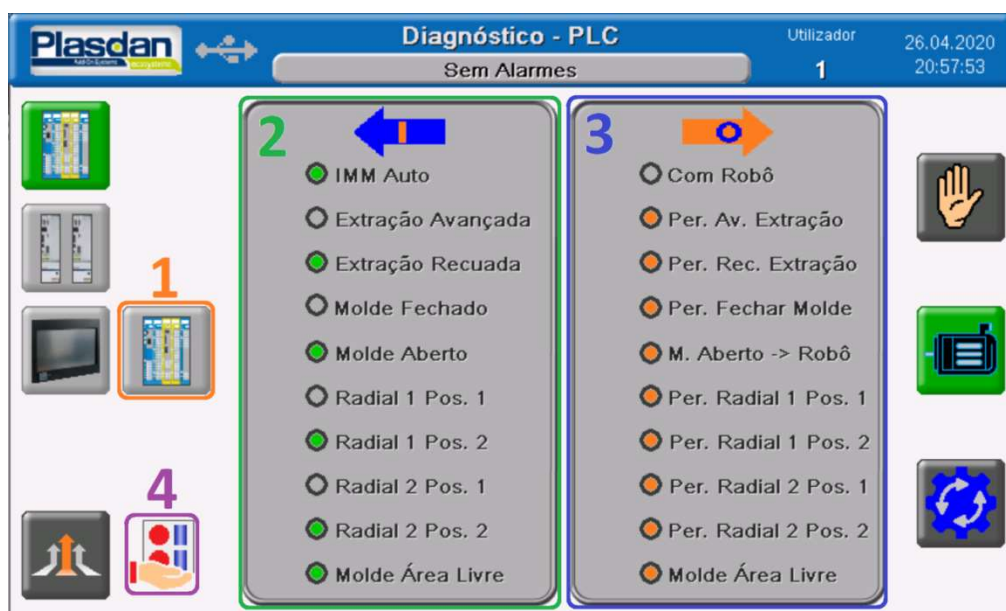 Plasdan
Diagnóstico - PLC
Sem Alarmes
Utilizador
1
26.04.2020
20:57:53
1
2
IMM Auto
Extração Avançada
Extração Recuada
Molde Fechado
Molde Aberto
Radial 1 Pos. 1
Radial 1 Pos. 2
Radial 2 Pos. 1
Radial 2 Pos. 2
Molde Área Livre
3
Com Robô
Per. Av. Extração
Per. Rec. Extração
Per. Fechar Molde
M. Aberto -> Robô
Per. Radial 1 Pos. 1
Per. Radial 1 Pos. 2
Per. Radial 2 Pos. 1
Per. Radial 2 Pos. 2
Molde Área Livre
4